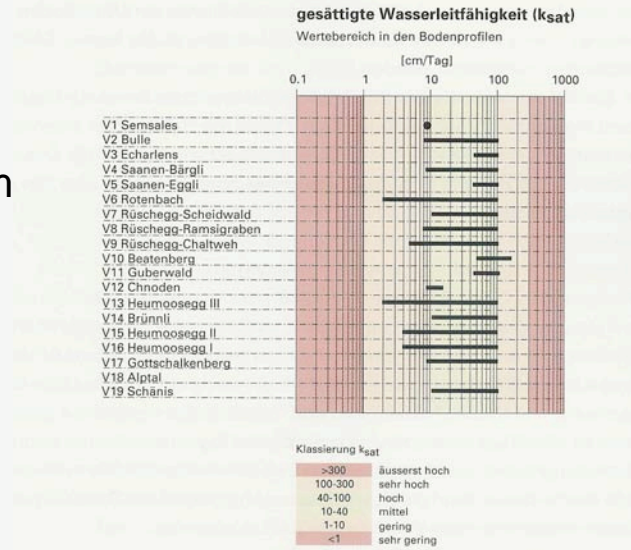 gesättigte Wasserleitfähigkeit (ksat)
Wertebereich in den Bodenprofilen
[cm/Tag]
0.1 1 10 100 1000
n
V1 Semsales
V2 Bulle
V3 Echarlens
V4 Saanen-Bärgli
V5 Saanen-Eggli
V6 Rotenbach
V7 Rüschegg-Scheidwald
V8 Rüschegg-Ramsigraben
V9 Rüschegg-Chaltweh
V10 Beatenberg
V11 Guberwald
V12 Chnoden
V13 Heumoosegg III
V14 Brünnli
V15 Heumoosegg II
V16 Heumoosegg I
V17 Gottschalkenberg
V18 Alptal
V19 Schänis
Klassierung ksat
>300 äusserst hoch
100-300 sehr hoch
40-100 hoch
10-40 mittel
1-10 gering
<1 sehr gering